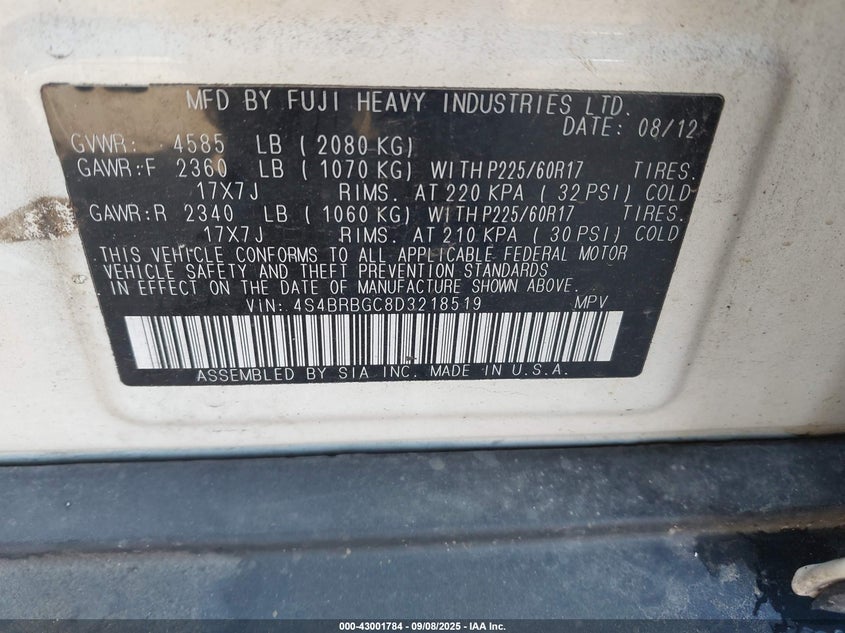 MFD BY FUJI HEAVY INDUSTRIES LTD.
DATE: 08/12
GVWR: 4585 LB ( 2080 KG)
GAWR:F 2360 LB ( 1070 KG) WITH P225/60R17 TIRES.
17X7J RIMS. AT 220 KPA ( 32 PSI) COLD
GAWR:R 2340 LB ( 1060 KG) WITH P225/60R17 TIRES.
17X7J RIMS. AT 210 KPA ( 30 PSI) COLD
THIS VEHICLE CONFORMS TO ALL APPLICABLE FEDERAL MOTOR
VEHICLE SAFETY AND THEFT PREVENTION STANDARDS
IN EFFECT ON THE DATE OF MANUFACTURE SHOWN ABOVE.
VIN: 4S4BRBGC8D3218519 MPV
ASSEMBLED BY SIA INC. MADE IN U.S.A.
000-43001784 - 09/08/2025 - IAA Inc.